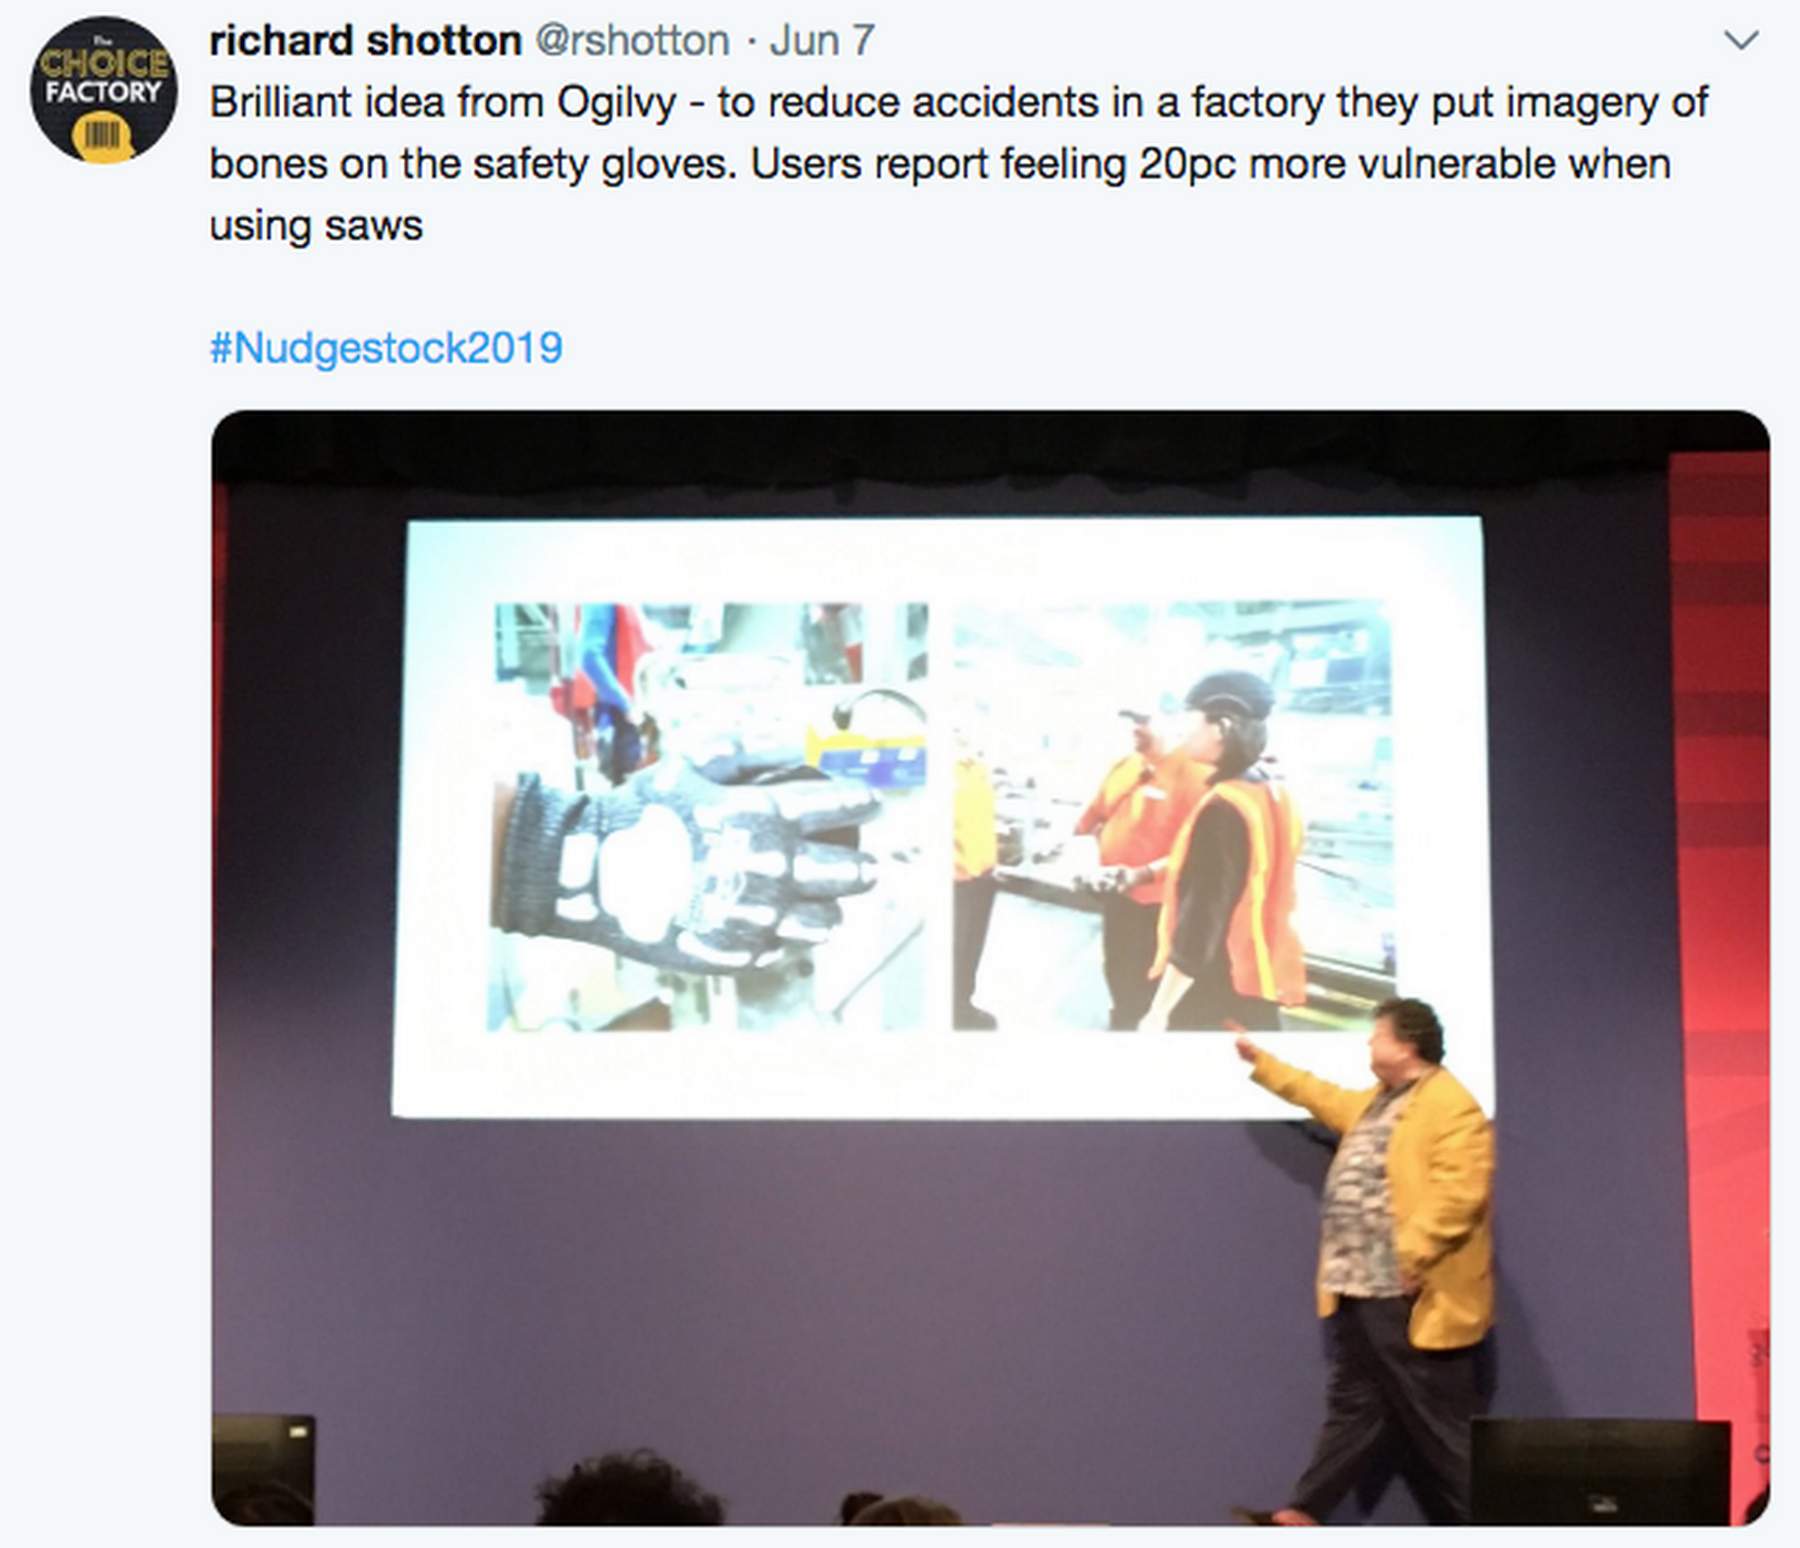 The
CHOICE
FACTORY
richard shotton @rshotton · Jun 7
Brilliant idea from Ogilvy - to reduce accidents in a factory they put imagery of
bones on the safety gloves. Users report feeling 20pc more vulnerable when
using saws
#Nudgestock2019